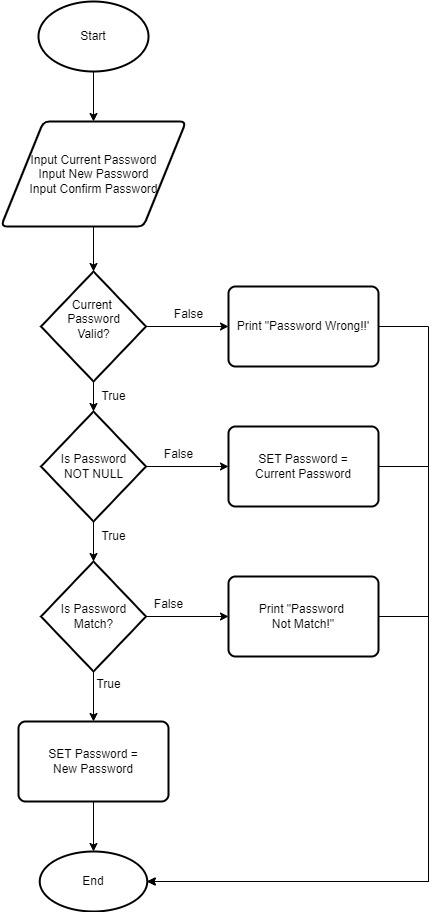 Start
Input Current Password
Input New Password
Input Confirm Password
Current
Password
Valid?
False
Print "Password Wrong!!'
True
Is Password
NOT NULL
False
SET Password =
Current Password
True
Is Password
Match?
False
Print "Password
Not Match!"
True
SET Password =
New Password
End